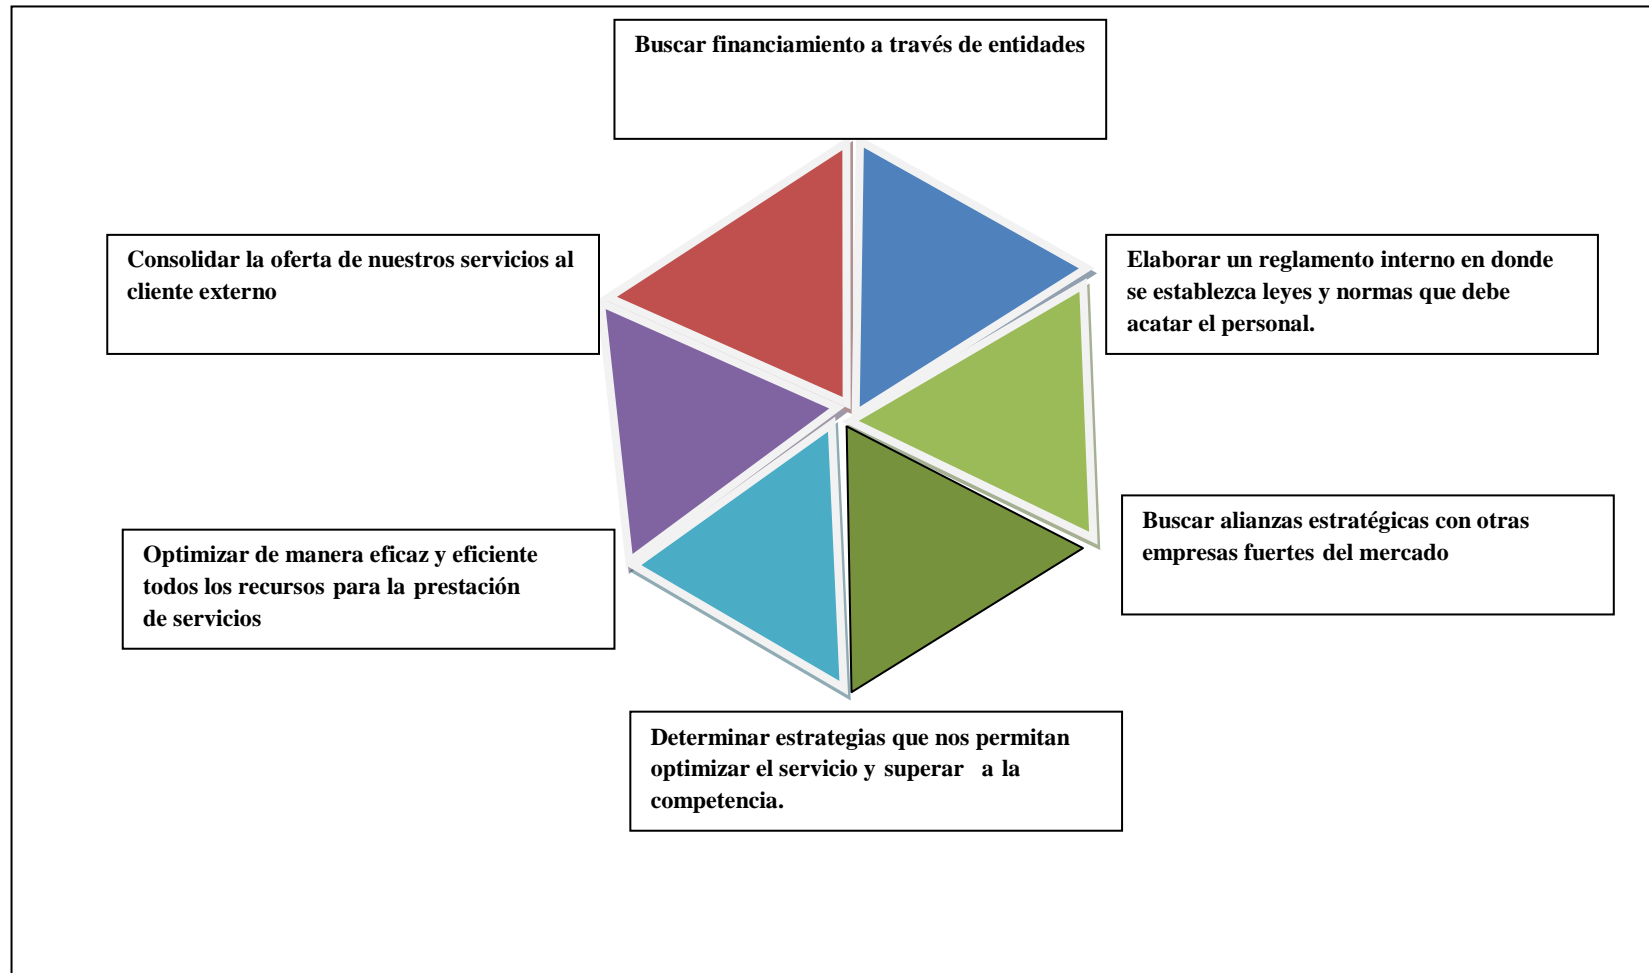 Buscar financiamiento a través de entidades
Consolidar la oferta de nuestros servicios al
cliente externo
Elaborar un reglamento interno en donde
se establezca leyes y normas que debe
acatar el personal.
Buscar alianzas estratégicas con otras
empresas fuertes del mercado
Optimizar de manera eficaz y eficiente
todos los recursos para la prestación
de servicios
Determinar estrategias que nos permitan
optimizar el servicio y superar a la
competencia.